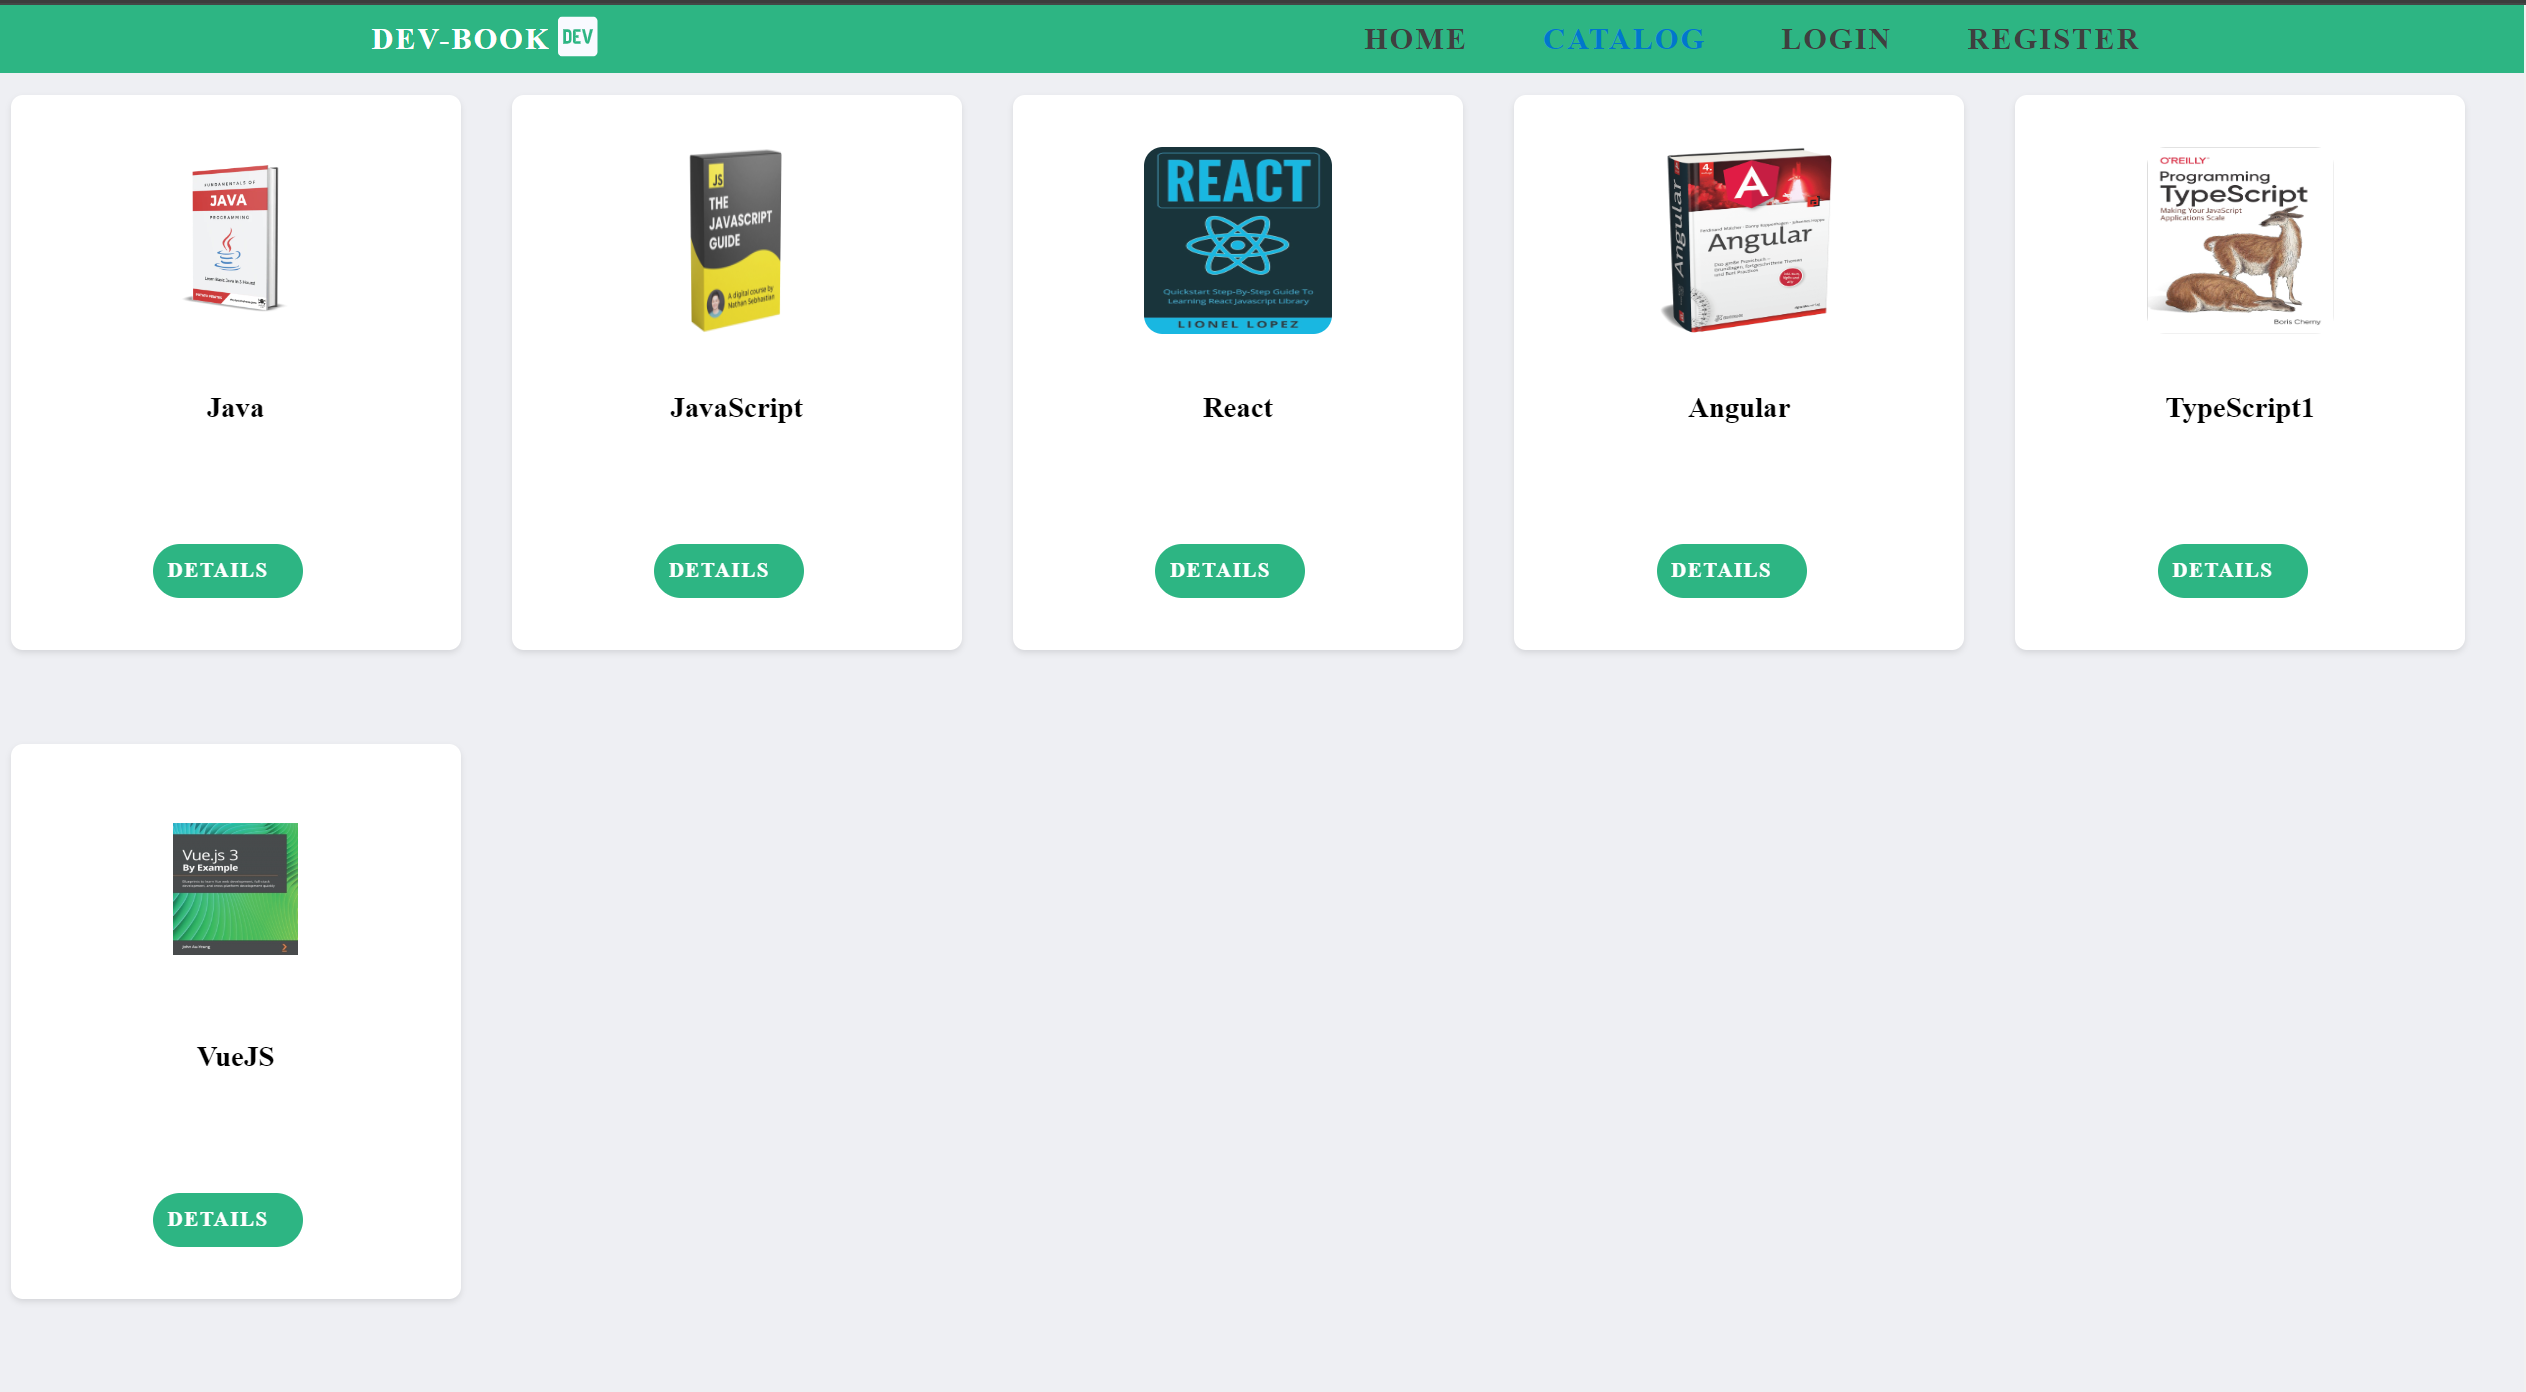 DEV-BOOK DEV HOME CATALOG LOGIN REGISTER
FUNDAMENTALS OF
JAVA
PROGRAMMING
JS
THE
JAVASCRIPT
GUIDE
A digital course by
Nathan Sebhastian
REACT
Quickstart Step-By-Step Guide To
Learning React Javascript Library
LIONEL LOPEZ
Angular
Angular
O'REILLY
Programming
TypeScript
Making Your JavaScript
Applications Scale
Boris Cherny
Java
JavaScript
React
Angular
TypeScript1
DETAILS
DETAILS
DETAILS
DETAILS
DETAILS
Vue.js 3
By Example
VueJS
DETAILS